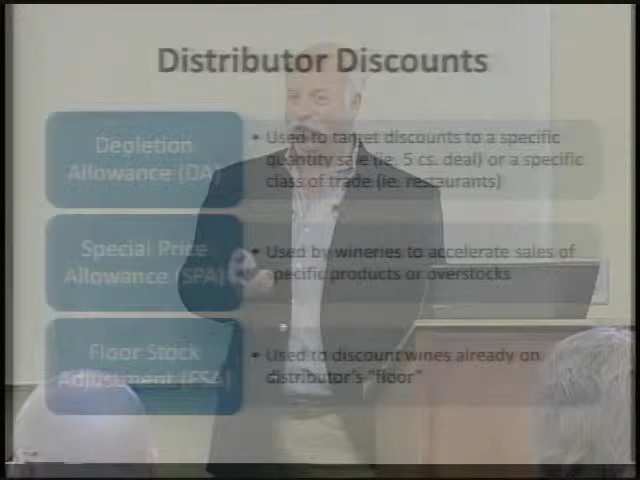 Distributor Discounts
Depletion
Allowance (DA)
• Used to target discounts to a specific
quantity sale (ie. 5 cs. deal) or a specific
class of trade (ie. restaurants)
Special Price
Allowance (SPA)
• Used by wineries to accelerate sales of
specific products or overstocks
Floor Stock
Adjustment (FSA)
• Used to discount wines already on
distributor's "floor"